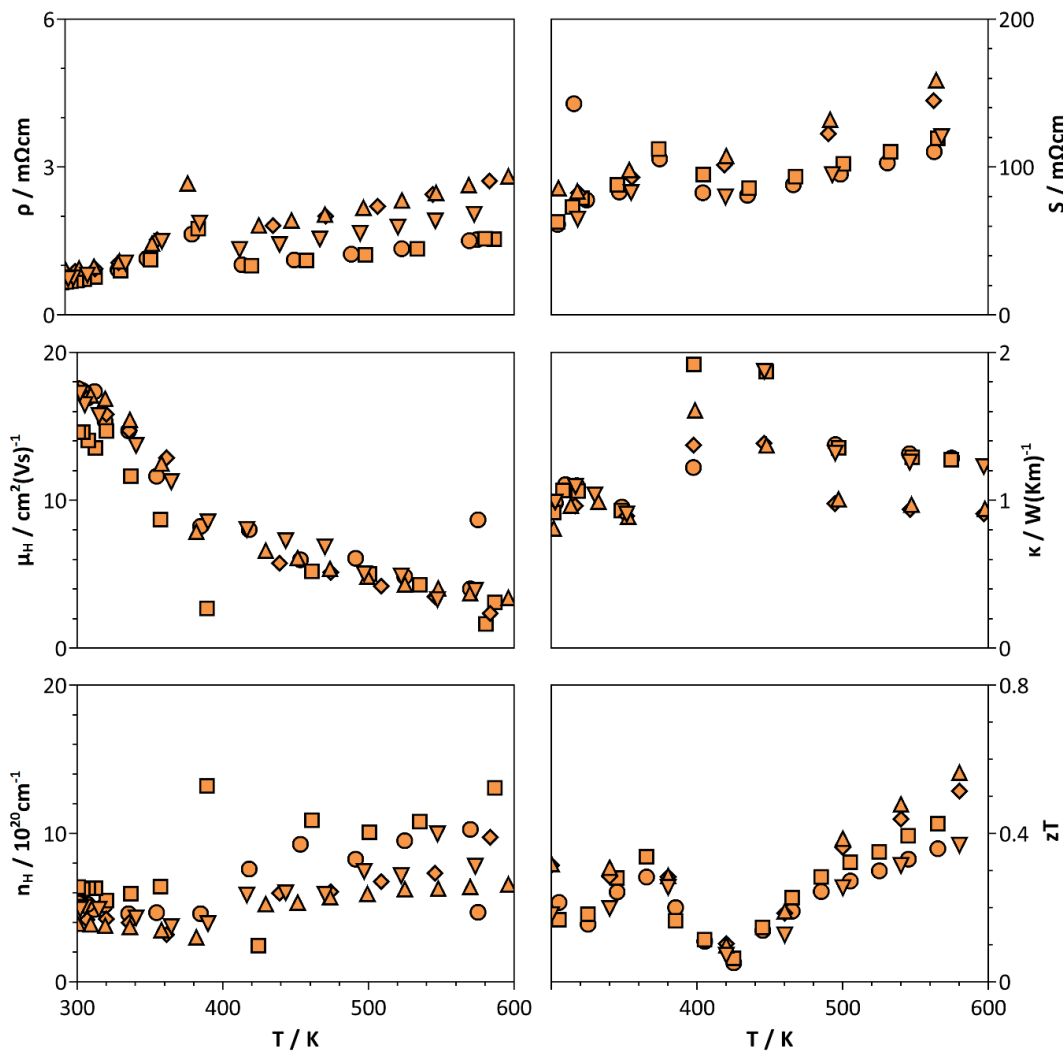 6
3
0
ρ / mΩcm
200
100
0
S / mΩcm
20
10
0
μH / cm²(Vs)⁻¹
2
1
0
κ / W(Km)⁻¹
20
10
0
nH / 10²⁰cm⁻¹
0.8
0.4
0
zT
300 400 500 600
T / K
400 500 600
T / K